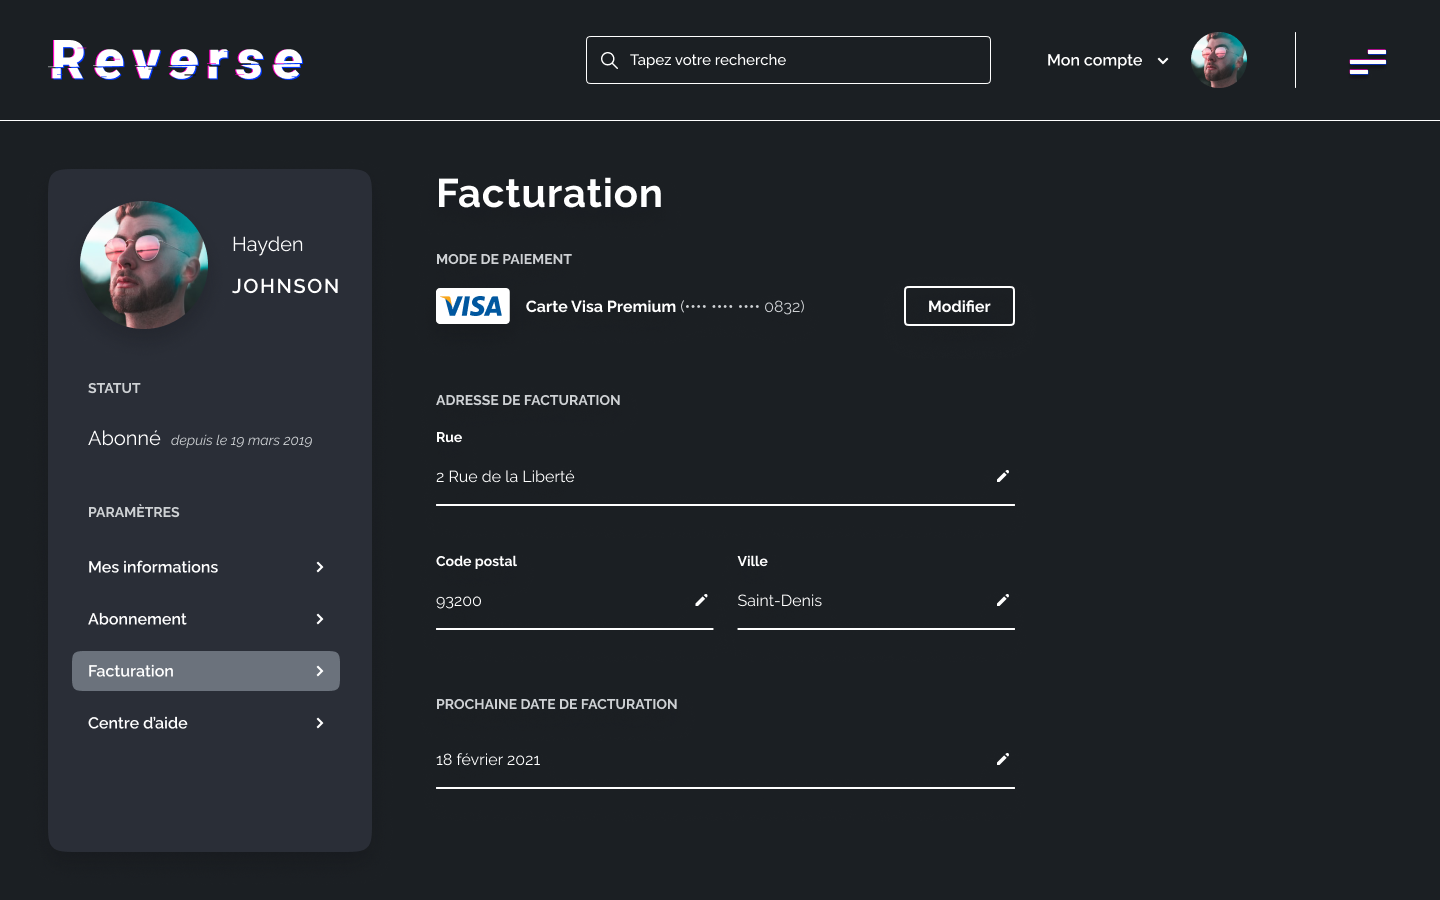 Reverse
Tapez votre recherche
Mon compte
Hayden
JOHNSON
STATUT
Abonné depuis le 19 mars 2019
PARAMÈTRES
Mes informations
Abonnement
Facturation
Centre d'aide
Facturation
MODE DE PAIEMENT
VISA Carte Visa Premium (•••• •••• •••• 0832) Modifier
ADRESSE DE FACTURATION
Rue
2 Rue de la Liberté
Code postal
93200
Ville
Saint-Denis
PROCHAINE DATE DE FACTURATION
18 février 2021